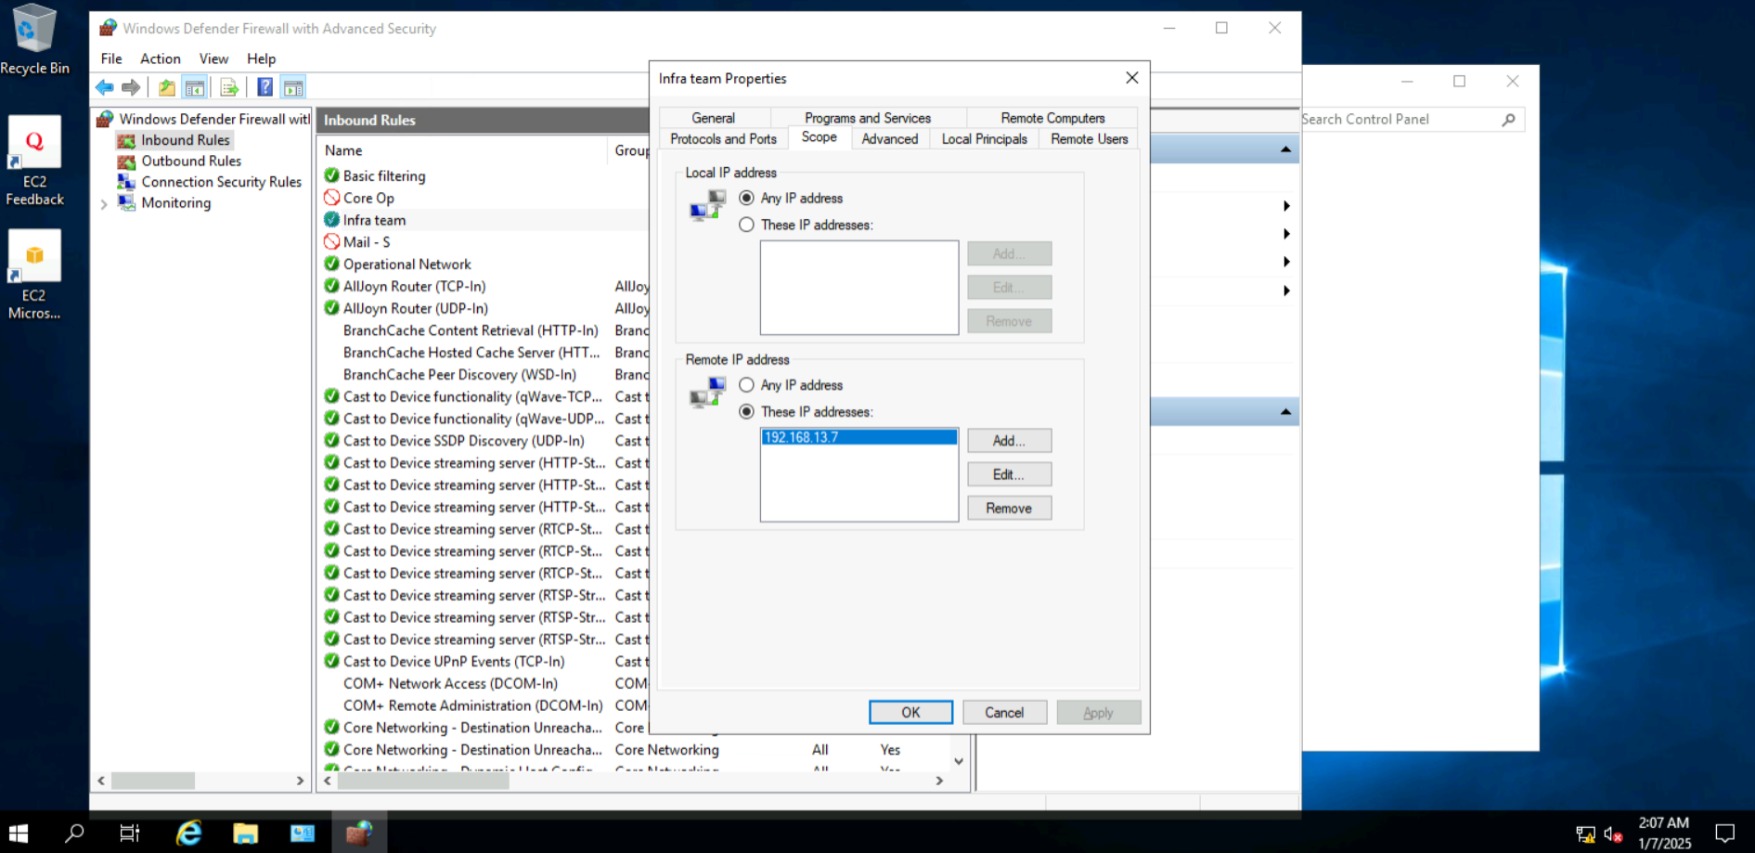 Recycle Bin
EC2
Feedback
EC2
Micros...
Windows Defender Firewall with Advanced Security
File Action View Help
Windows Defender Firewall witl
Inbound Rules
Outbound Rules
Connection Security Rules
Monitoring
Inbound Rules
Name Group
Basic filtering
Core Op
Infra team
Mail - S
Operational Network
AllJoyn Router (TCP-In) AllJoy
AllJoyn Router (UDP-In) AllJoy
BranchCache Content Retrieval (HTTP-In) Branc
BranchCache Hosted Cache Server (HTT... Branc
BranchCache Peer Discovery (WSD-In) Branc
Cast to Device functionality (qWave-TCP... Cast t
Cast to Device functionality (qWave-UDP... Cast t
Cast to Device SSDP Discovery (UDP-In) Cast t
Cast to Device streaming server (HTTP-St... Cast t
Cast to Device streaming server (HTTP-St... Cast t
Cast to Device streaming server (HTTP-St... Cast t
Cast to Device streaming server (RTCP-St... Cast t
Cast to Device streaming server (RTCP-St... Cast t
Cast to Device streaming server (RTCP-St... Cast t
Cast to Device streaming server (RTSP-Str... Cast t
Cast to Device streaming server (RTSP-Str... Cast t
Cast to Device streaming server (RTSP-Str... Cast t
Cast to Device UPnP Events (TCP-In) Cast t
COM+ Network Access (DCOM-In) COM-
COM+ Remote Administration (DCOM-In) COM-
Core Networking - Destination Unreacha... Core
Core Networking - Destination Unreacha... Core Networking All Yes
Infra team Properties
General Programs and Services Remote Computers
Protocols and Ports Scope Advanced Local Principals Remote Users
Local IP address
Any IP address
These IP addresses:
Add...
Edit...
Remove
Remote IP address
Any IP address
These IP addresses:
192.168.13.7
Add...
Edit...
Remove
OK Cancel Apply
Search Control Panel
2:07 AM
1/7/2025